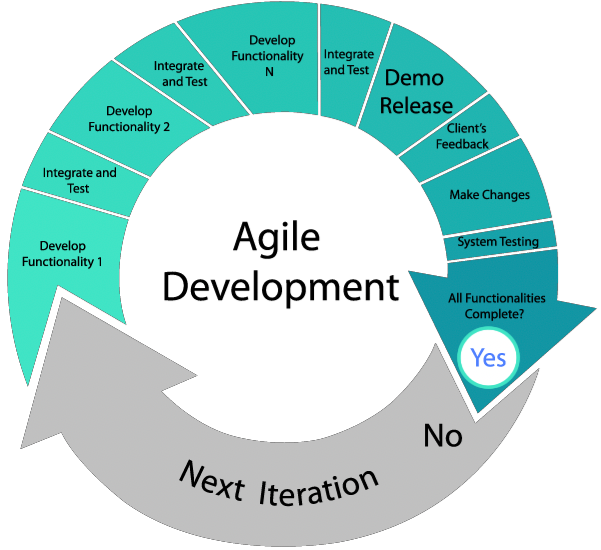 Develop
Functionality 1
Integrate and
Test
Develop
Functionality 2
Integrate
and Test
Develop
Functionality
N
Integrate
and Test
Demo
Release
Client's
Feedback
Make Changes
System Testing
All Functionalities
Complete?
Yes
No
Next Iteration
Agile
Development